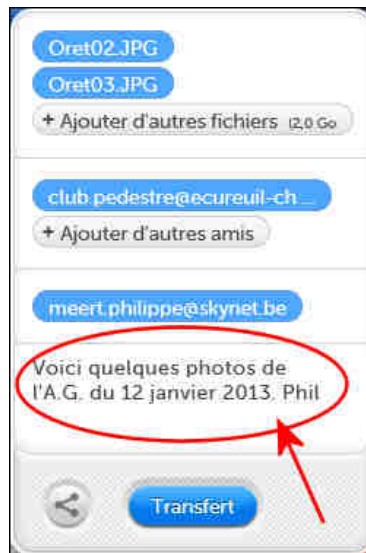 Oret02.JPG
Oret03.JPG
+ Ajouter d'autres fichiers (2,0 Go
club.pedestre@ecureuil-ch ...
+ Ajouter d'autres amis
meert.philippe@skynet.be
Voici quelques photos de
l'A.G. du 12 janvier 2013. Phil
Transfert